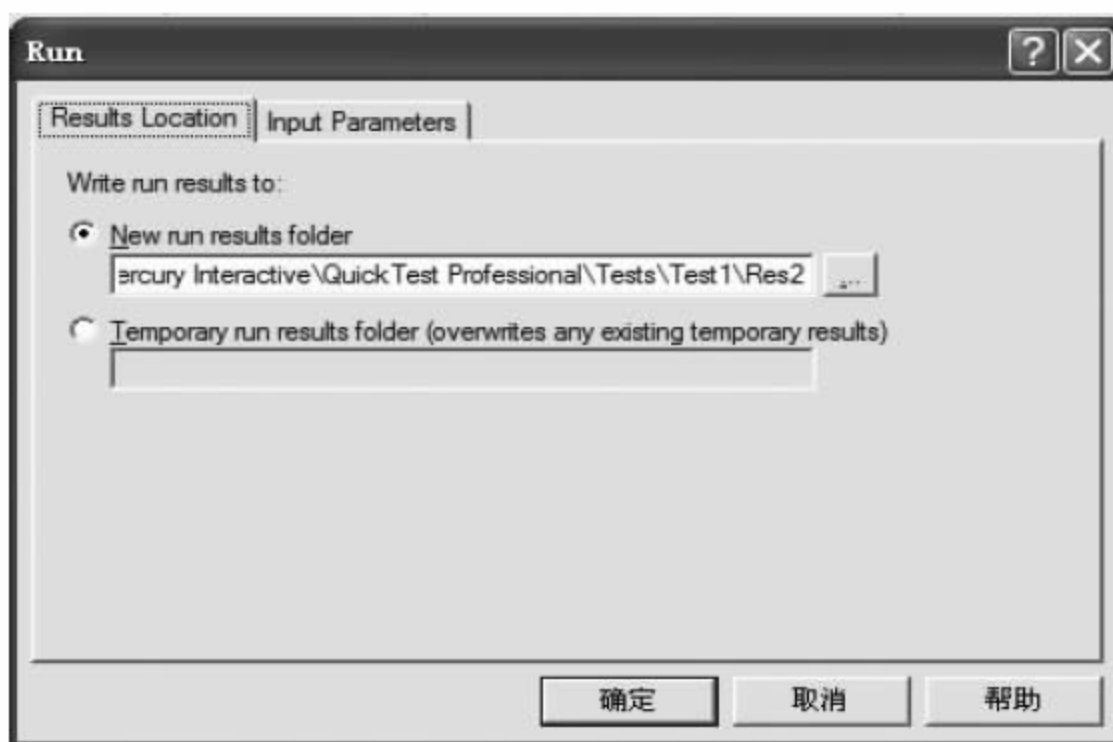 Run
Results Location Input Parameters
Write run results to:
New run results folder
ercury Interactive\QuickTest Professional\Tests\Test1\Res2 ...
Temporary run results folder (overwrites any existing temporary results)
确定 取消 帮助